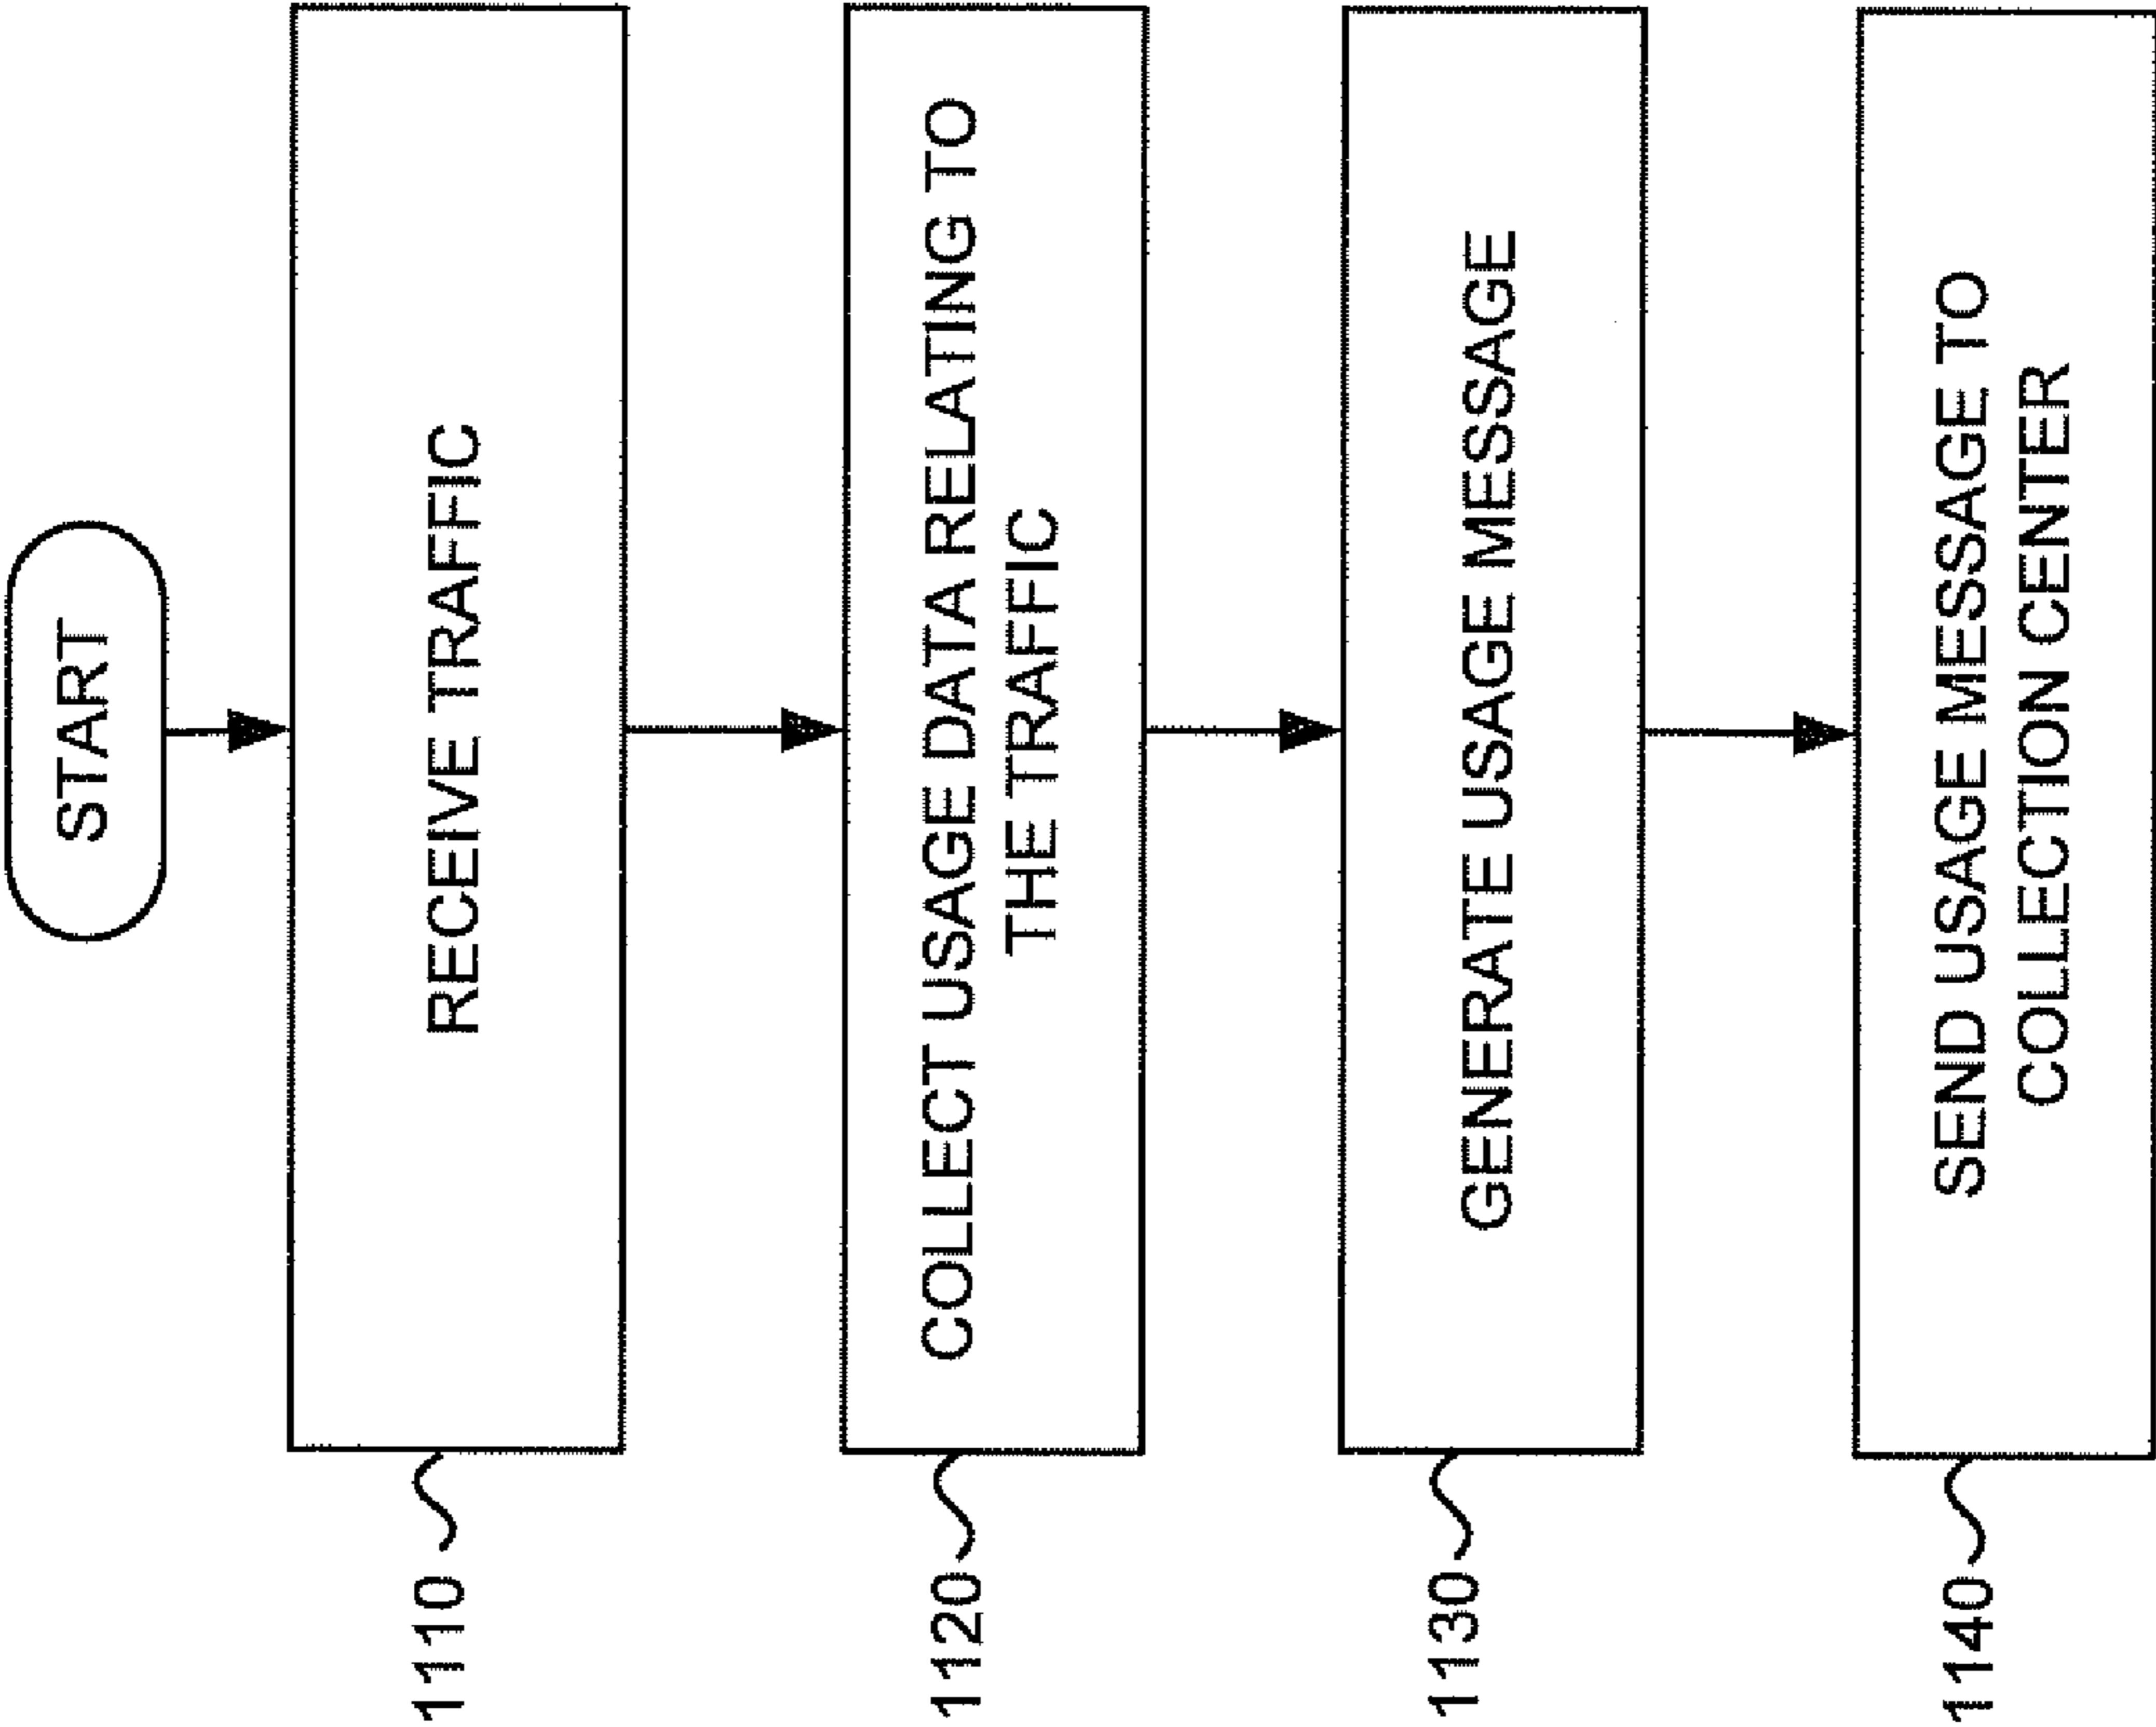 START
1110
RECEIVE TRAFFIC
1120
COLLECT USAGE DATA RELATING TO
THE TRAFFIC
1130
GENERATE USAGE MESSAGE
1140
SEND USAGE MESSAGE TO
COLLECTION CENTER